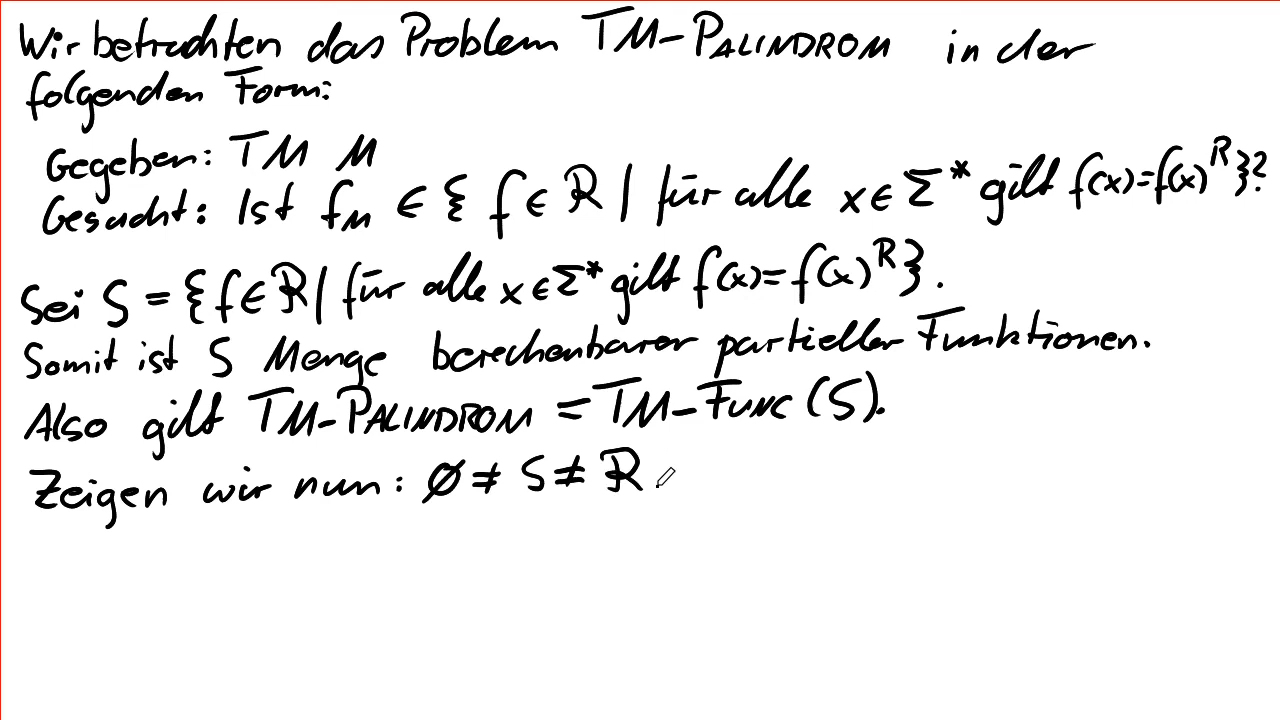 Wir betrachten das Problem TM-PALINDROM in der
folgenden Form:
Gegeben: TM M
Gesucht: Ist f_M ∈ { f ∈ ℛ | für alle x ∈ Σ* gilt f(x)=f(x)^R }?
Sei S = { f ∈ ℛ | für alle x ∈ Σ* gilt f(x)=f(x)^R }.
Somit ist S Menge berechenbarer partieller Funktionen.
Also gilt TM-PALINDROM = TM-FUNC(S).
Zeigen wir nun: ∅ ≠ S ≠ ℛ